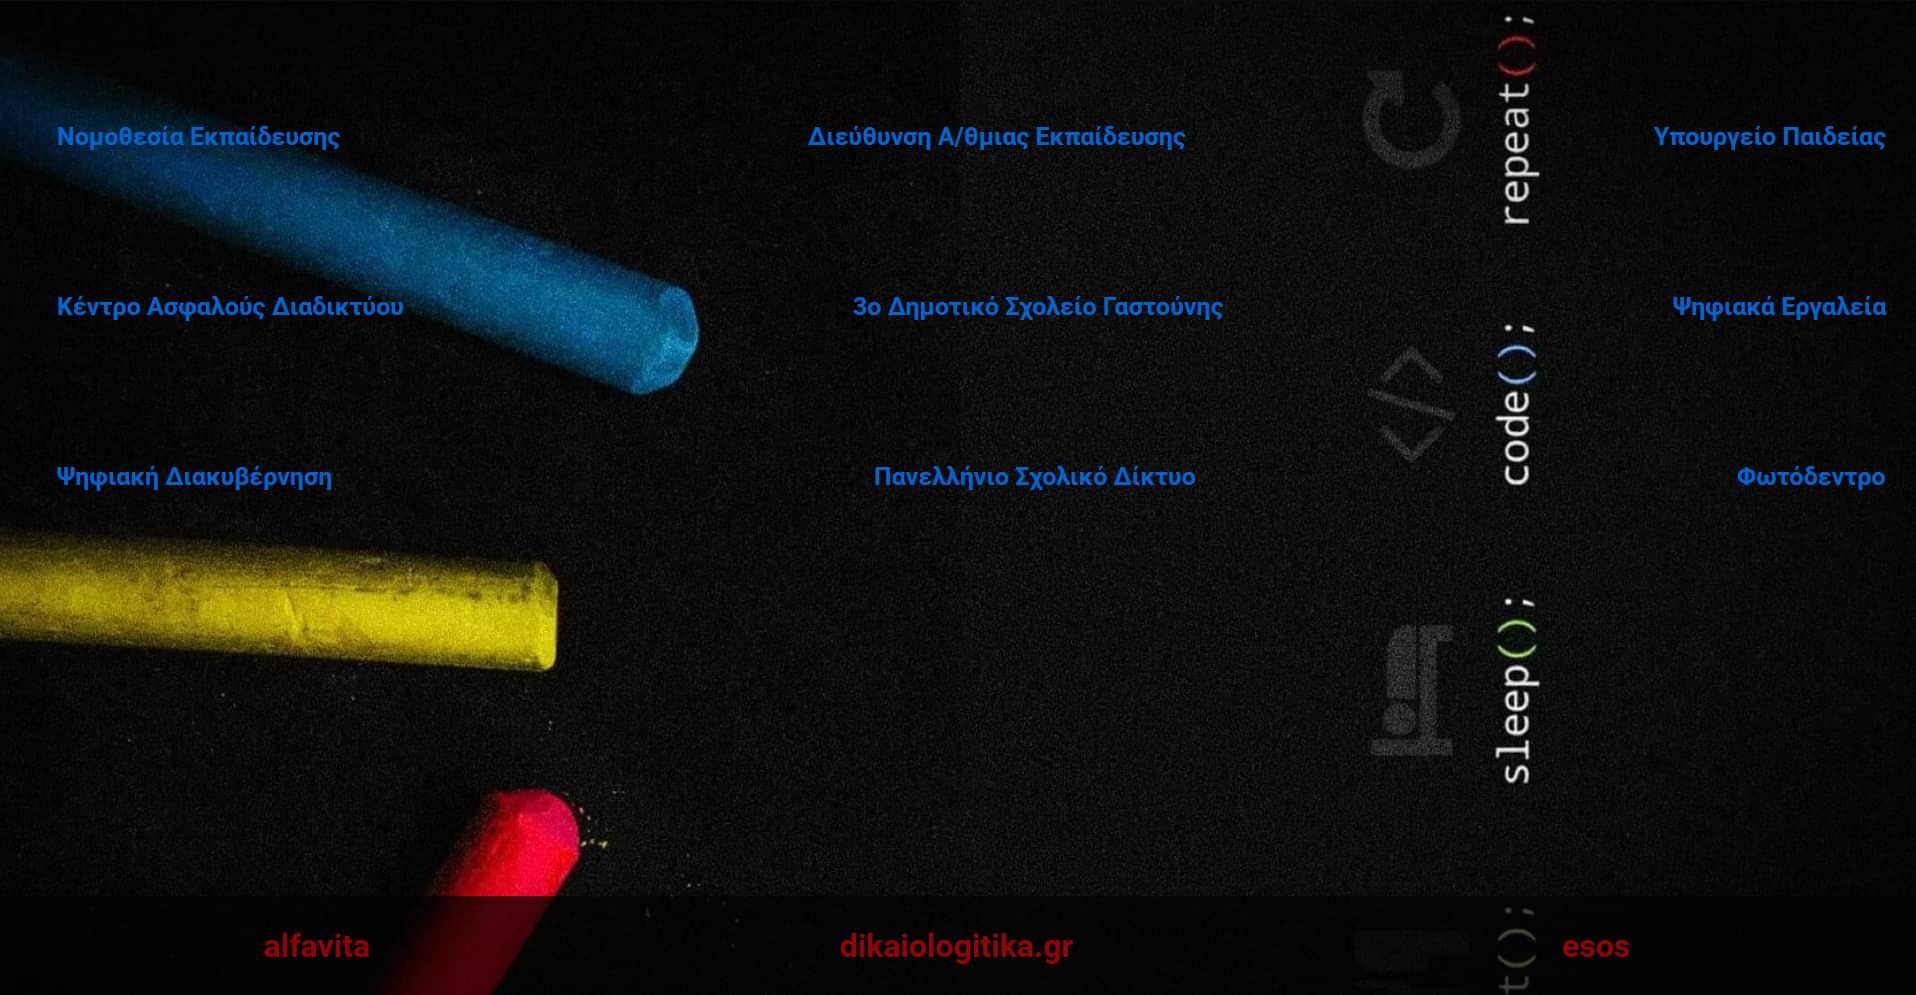 Νομοθεσία Εκπαίδευσης
Διεύθυνση Α/θμιας Εκπαίδευσης
Υπουργείο Παιδείας
Κέντρο Ασφαλούς Διαδικτύου
3ο Δημοτικό Σχολείο Γαστούνης
Ψηφιακά Εργαλεία
Ψηφιακή Διακυβέρνηση
Πανελλήνιο Σχολικό Δίκτυο
Φωτόδεντρο
repeat();
code();
sleep();
t();
alfavita
dikaiologitika.gr
esos